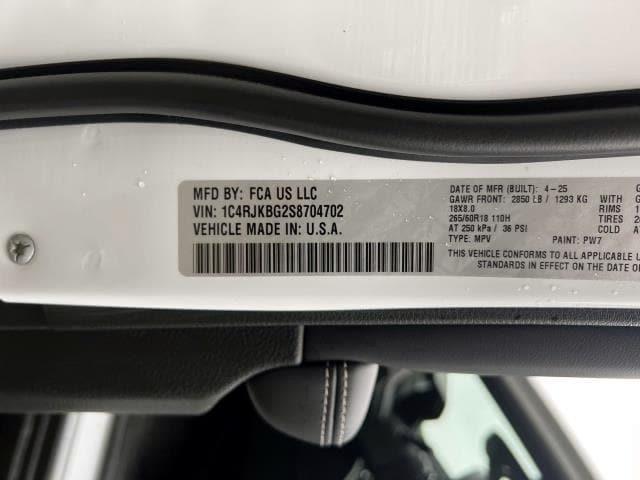 MFD BY: FCA US LLC
VIN: 1C4RJKBG2S8704702
VEHICLE MADE IN: U.S.A.
DATE OF MFR (BUILT): 4-25
GAWR FRONT: 2850 LB / 1293 KG WITH
18X8.0 RIMS
265/60R18 110H TIRES
AT 250 kPa / 36 PSI AT
TYPE: MPV PAINT: PW7
THIS VEHICLE CONFORMS TO ALL APPLICABLE
STANDARDS IN EFFECT ON THE DATE OF